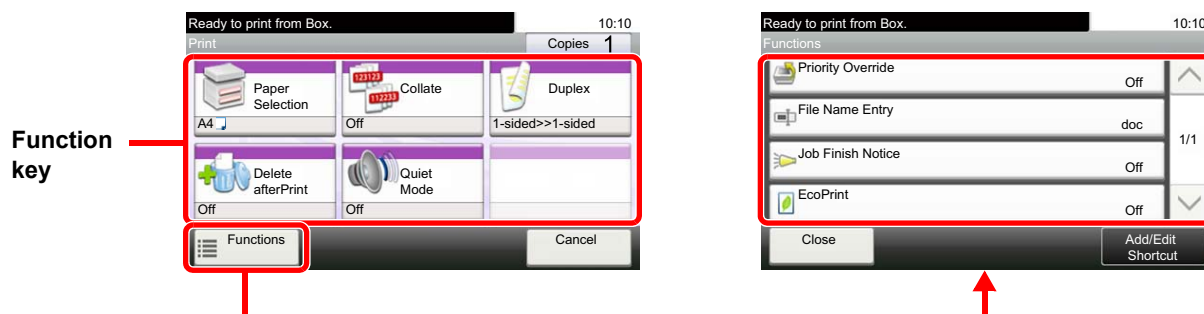 Ready to print from Box.
10:10
Print
Copies 1
Function
key
123123
112233
Paper
Selection
Collate
Duplex
A4
Off
1-sided>>1-sided
Delete
afterPrint
Quiet
Mode
Off
Off
Functions
Cancel
Ready to print from Box.
10:10
Functions
Priority Override
Off
File Name Entry
doc
1/1
Job Finish Notice
Off
EcoPrint
Off
Close
Add/Edit
Shortcut